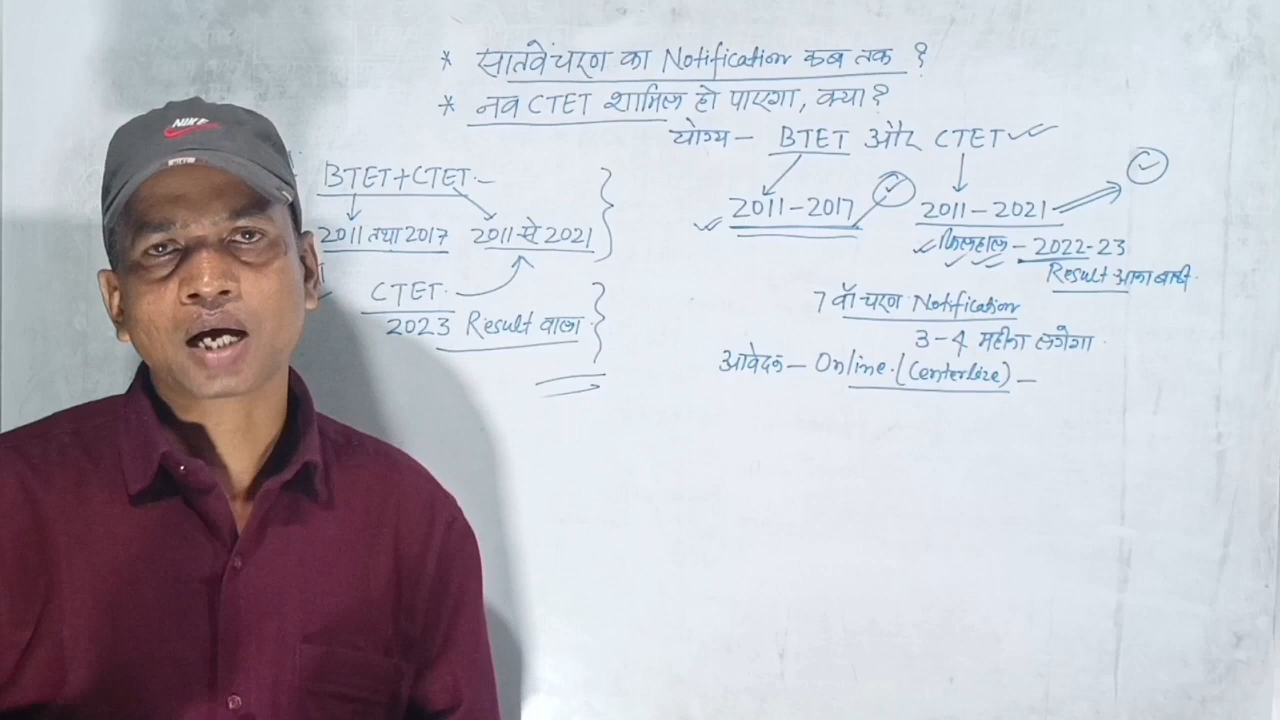 * सातवें चरण का Notification कब तक ?
* नव CTET शामिल हो पाएगा, क्या ?
योग्य - BTET और CTET
BTET + CTET -
2011 तथा 2017 2011 से 2021
CTET
2023 Result वाला
2011-2017 2011-2021
फिलहाल - 2022-23
Result आना बाकी
7 वाँ चरण Notification
3-4 महीना लगेगा
आवेदन - Online. (Centerlize) -
NIKE